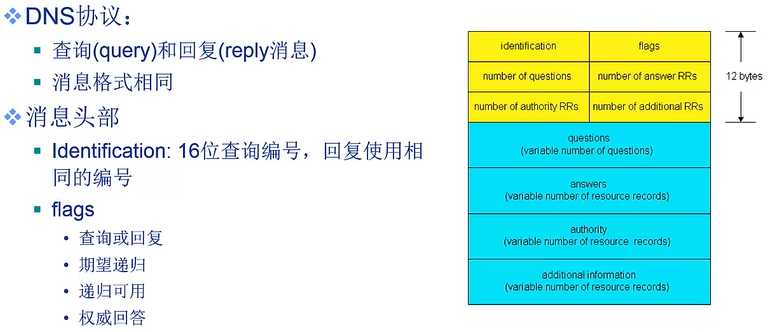 DNS协议：
查询(query)和回复(reply消息)
消息格式相同
消息头部
Identification: 16位查询编号，回复使用相
同的编号
flags
查询或回复
期望递归
递归可用
权威回答
identification
flags
number of questions
number of answer RRs
number of authority RRs
number of additional RRs
12 bytes
questions
(variable number of questions)
answers
(variable number of resource records)
authority
(variable number of resource records)
additional information
(variable number of resource records)